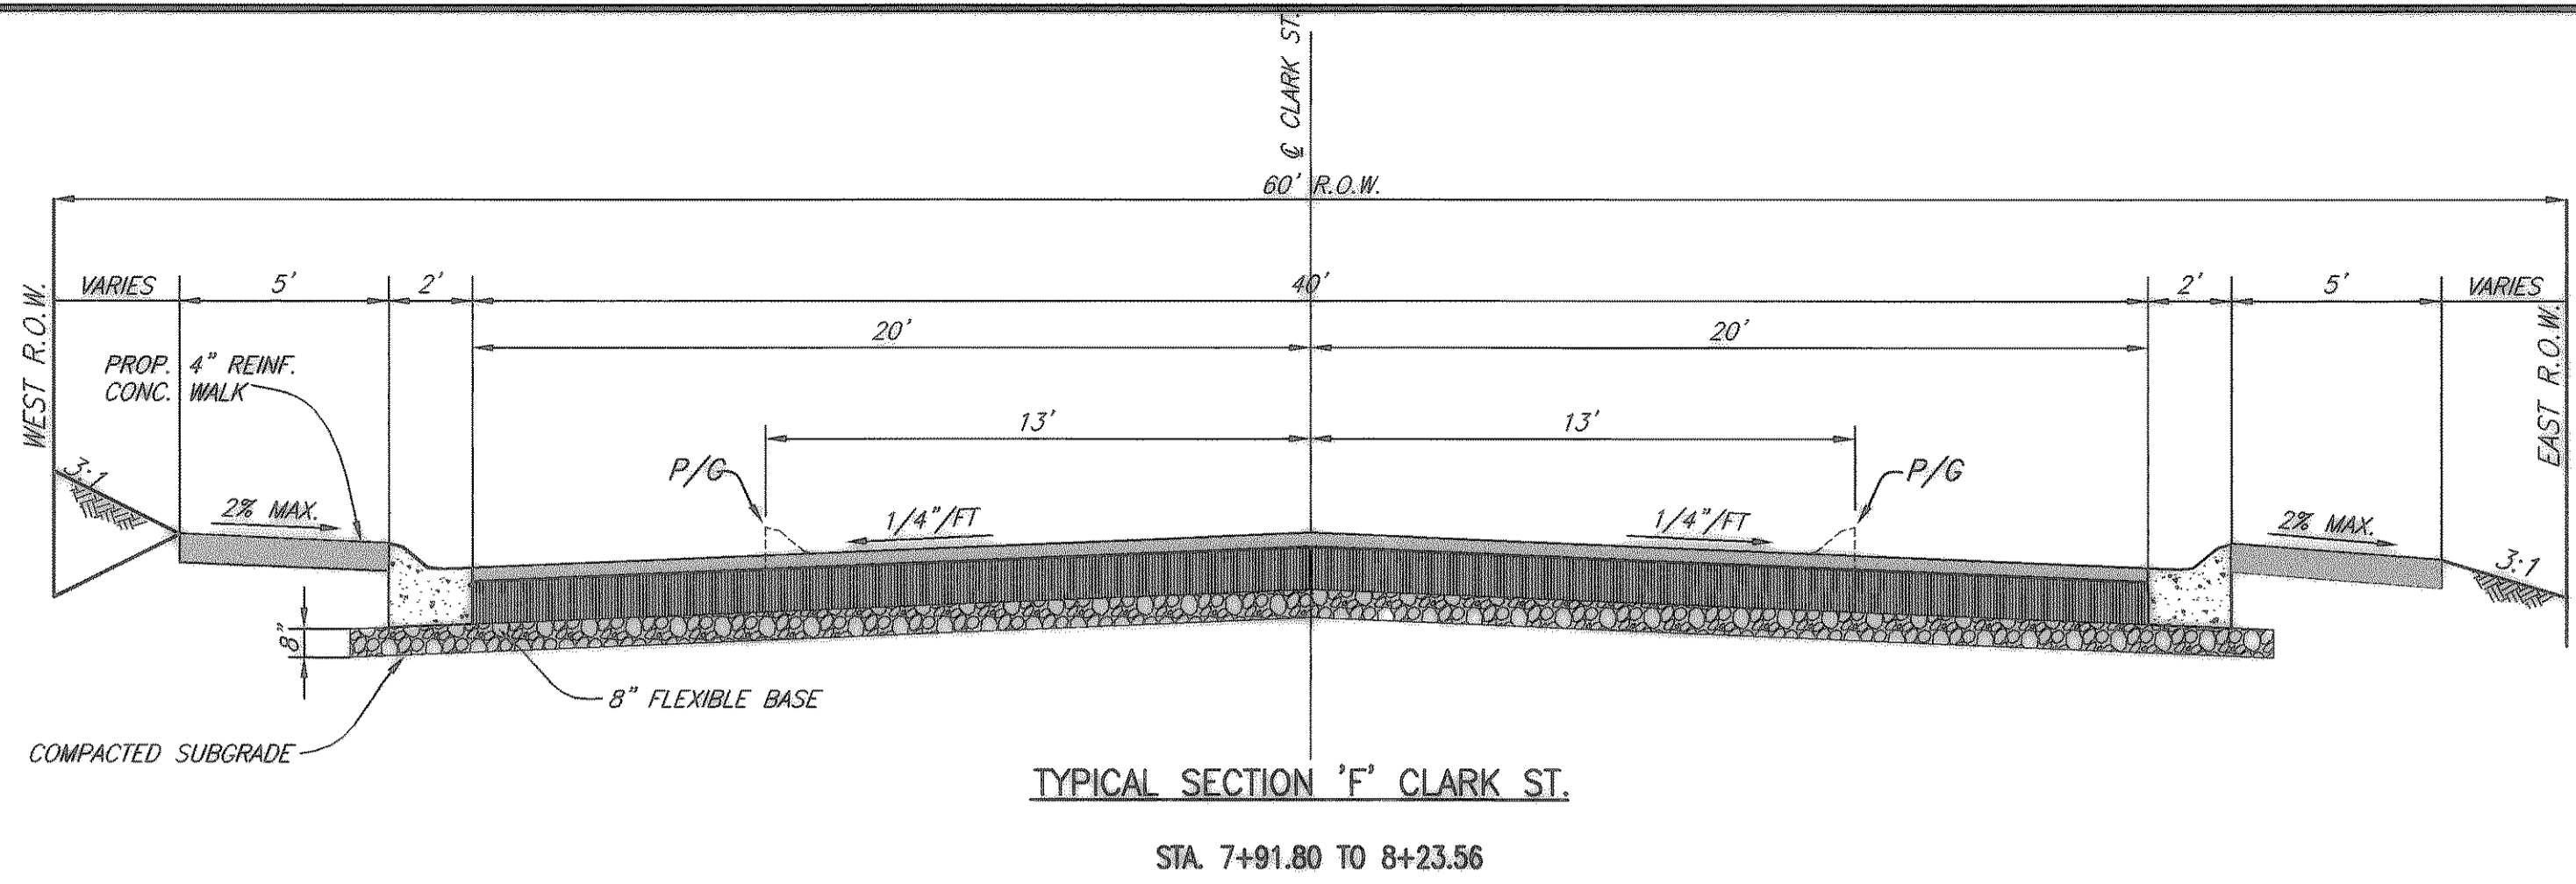 ℄ CLARK ST.
60' R.O.W.
WEST R.O.W.
VARIES
5'
2'
40'
2'
5'
VARIES
EAST R.O.W.
20'
20'
PROP. 4" REINF.
CONC. WALK
13'
13'
P/G
P/G
3:1
2% MAX.
1/4"/FT
1/4"/FT
2% MAX.
3:1
8"
8" FLEXIBLE BASE
COMPACTED SUBGRADE
TYPICAL SECTION 'F' CLARK ST.
STA. 7+91.80 TO 8+23.56